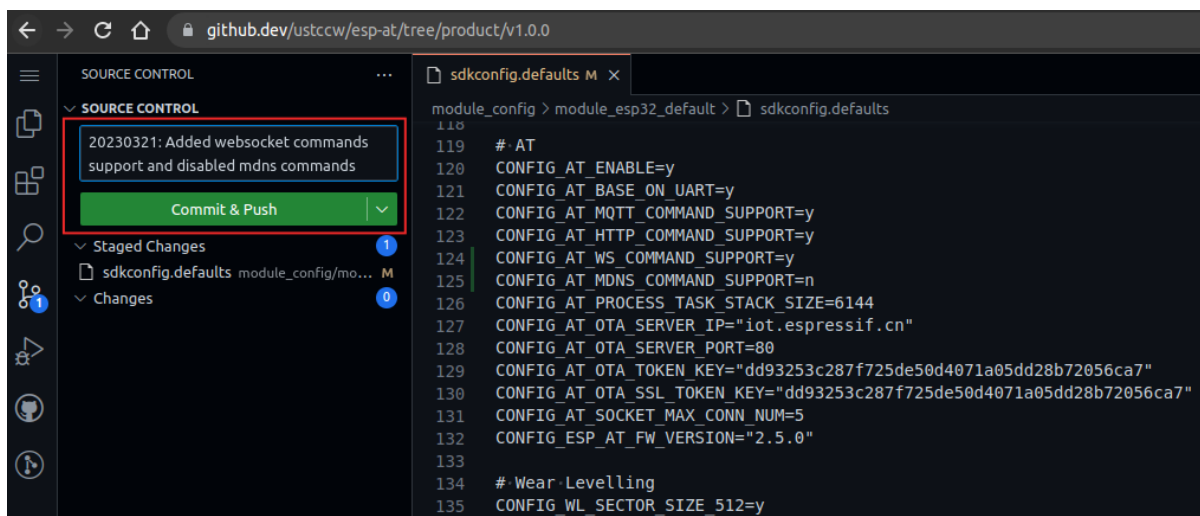 github.dev/ustccw/esp-at/tree/product/v1.0.0
SOURCE CONTROL ...
SOURCE CONTROL
20230321: Added websocket commands
support and disabled mdns commands
Commit & Push
Staged Changes 1
sdkconfig.defaults module_config/mo... M
Changes 0
1
sdkconfig.defaults M ×
module_config > module_esp32_default > sdkconfig.defaults
118
119 # AT
120 CONFIG_AT_ENABLE=y
121 CONFIG_AT_BASE_ON_UART=y
122 CONFIG_AT_MQTT_COMMAND_SUPPORT=y
123 CONFIG_AT_HTTP_COMMAND_SUPPORT=y
124 CONFIG_AT_WS_COMMAND_SUPPORT=y
125 CONFIG_AT_MDNS_COMMAND_SUPPORT=n
126 CONFIG_AT_PROCESS_TASK_STACK_SIZE=6144
127 CONFIG_AT_OTA_SERVER_IP="iot.espressif.cn"
128 CONFIG_AT_OTA_SERVER_PORT=80
129 CONFIG_AT_OTA_TOKEN_KEY="dd93253c287f725de50d4071a05dd28b72056ca7"
130 CONFIG_AT_OTA_SSL_TOKEN_KEY="dd93253c287f725de50d4071a05dd28b72056ca7"
131 CONFIG_AT_SOCKET_MAX_CONN_NUM=5
132 CONFIG_ESP_AT_FW_VERSION="2.5.0"
133
134 # Wear Levelling
135 CONFIG_WL_SECTOR_SIZE_512=y